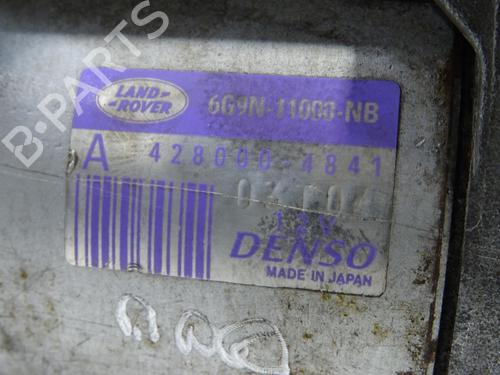 B-PARTS
LAND-
-ROVER
6G9N-11000-NB
A 428000-4841
12V
DENSO
MADE IN JAPAN